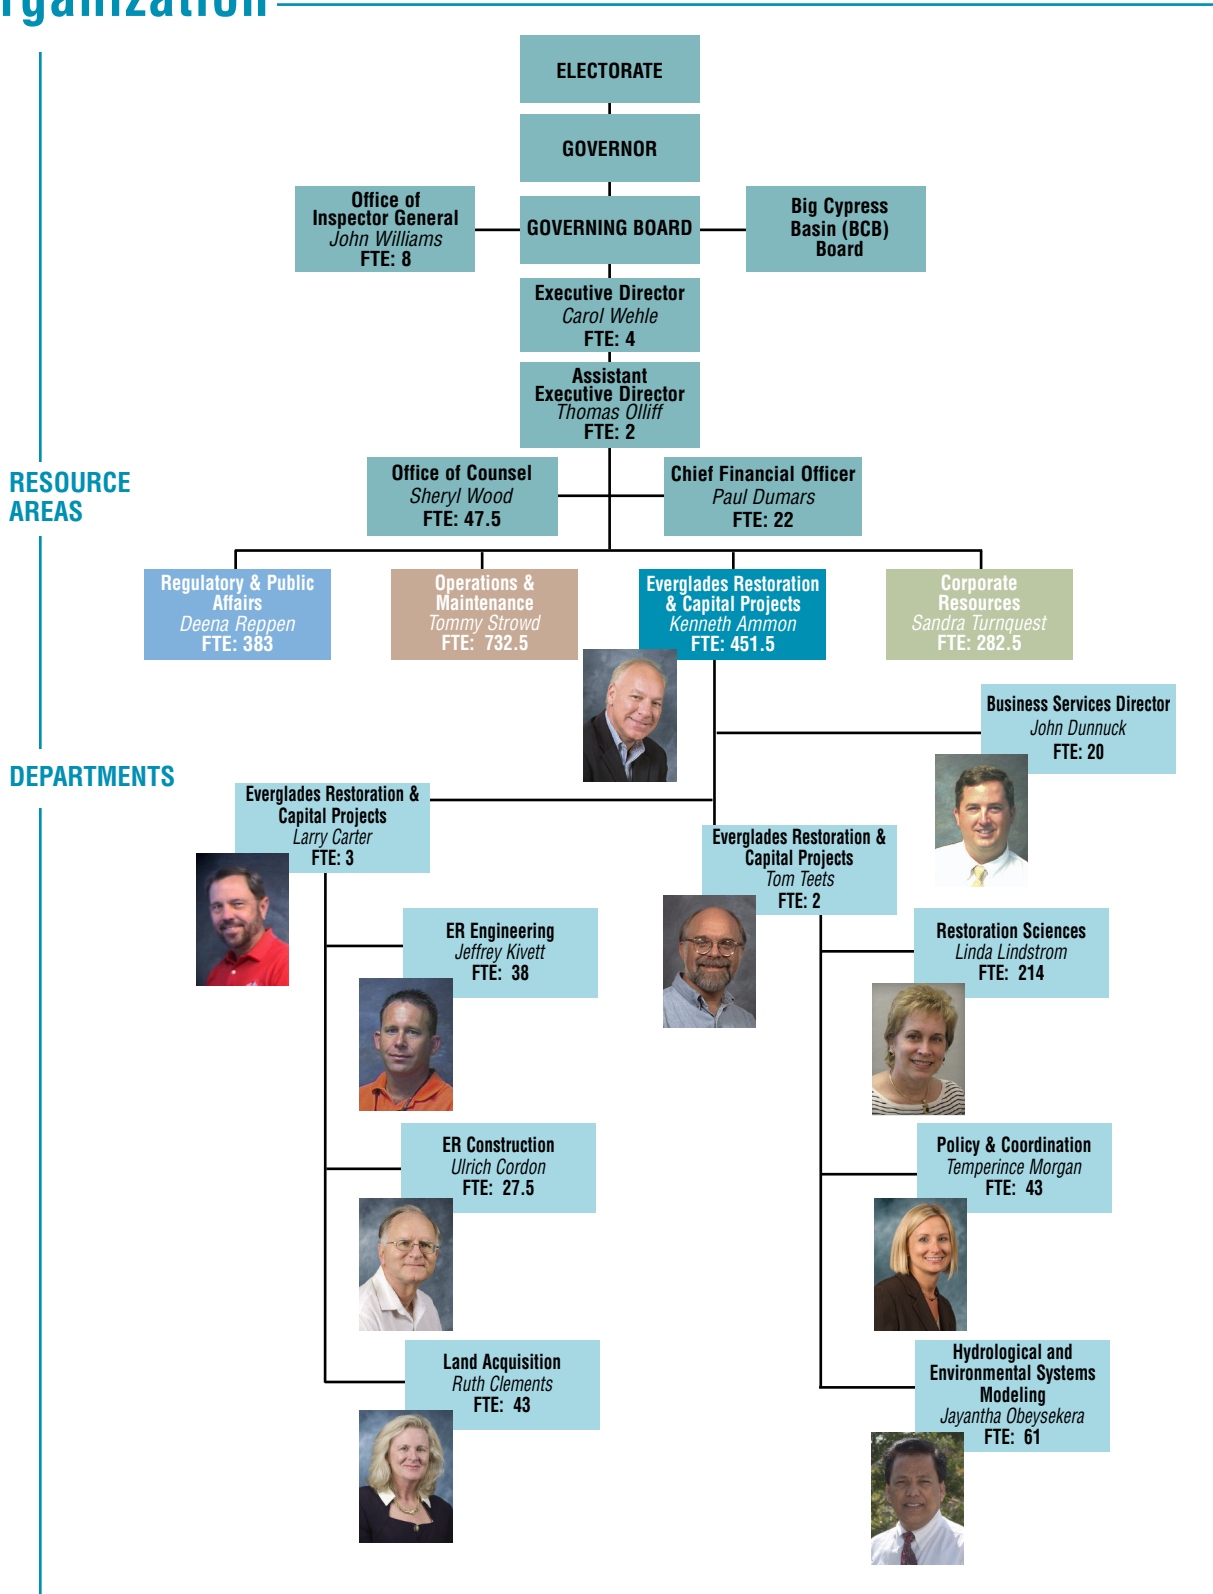 rganization
ELECTORATE
GOVERNOR
Office of
Inspector General
John Williams
FTE: 8
GOVERNING BOARD
Big Cypress
Basin (BCB)
Board
Executive Director
Carol Wehle
FTE: 4
Assistant
Executive Director
Thomas Olliff
FTE: 2
RESOURCE
AREAS
Office of Counsel
Sheryl Wood
FTE: 47.5
Chief Financial Officer
Paul Dumars
FTE: 22
Regulatory & Public
Affairs
Deena Reppen
FTE: 383
Operations &
Maintenance
Tommy Strowd
FTE: 732.5
Everglades Restoration
& Capital Projects
Kenneth Ammon
FTE: 451.5
Corporate
Resources
Sandra Turnquest
FTE: 282.5
Business Services Director
John Dunnuck
FTE: 20
DEPARTMENTS
Everglades Restoration &
Capital Projects
Larry Carter
FTE: 3
Everglades Restoration &
Capital Projects
Tom Teets
FTE: 2
ER Engineering
Jeffrey Kivett
FTE: 38
Restoration Sciences
Linda Lindstrom
FTE: 214
ER Construction
Ulrich Cordon
FTE: 27.5
Policy & Coordination
Temperince Morgan
FTE: 43
Land Acquisition
Ruth Clements
FTE: 43
Hydrological and
Environmental Systems
Modeling
Jayantha Obeysekera
FTE: 61